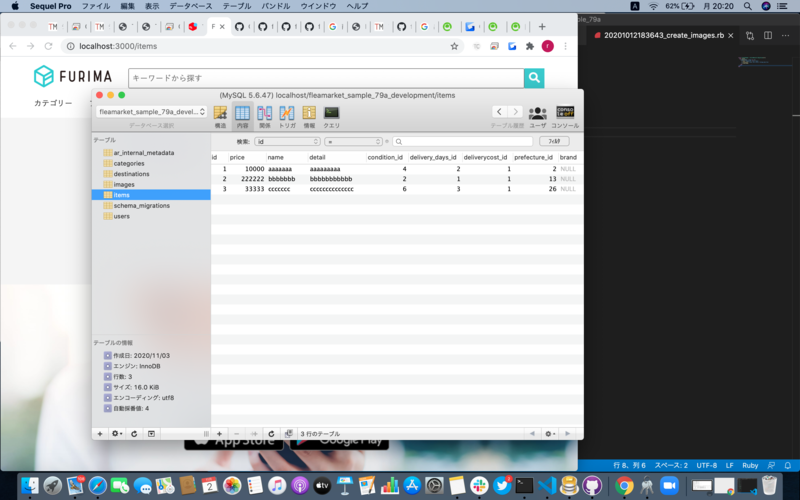 Sequel Pro ファイル 編集 表示 データベース テーブル バンドル ウインドウ ヘルプ
A 62% 月 20:20
localhost:3000/items
20201012183643_create_images.rb
FURIMA
キーワードから探す
カテゴリー
(MySQL 5.6.47) localhost/fleamarket_sample_79a_development/items
fleamarket_sample_79a_devel...
データベース選択
構造 内容 関係 トリガ 情報 クエリ
テーブル履歴 ユーザ コンソール
テーブル
検索: id =
フィルタ
ar_internal_metadata
categories
destinations
images
items
schema_migrations
users
id price name detail condition_id delivery_days_id deliverycost_id prefecture_id brand
1 10000 aaaaaaa aaaaaaaaa 4 2 1 2 NULL
2 222222 bbbbbbb bbbbbbbbbbb 2 1 1 13 NULL
3 33333 ccccccc cccccccccccccc 6 3 1 26 NULL
テーブルの情報
作成日: 2020/11/03
エンジン: InnoDB
行数: 3
サイズ: 16.0 KiB
エンコーディング: utf8
自動採番値: 4
3 行のテーブル
App Store
Google Play
行 8、列 6 スペース: 2 UTF-8 LF Ruby